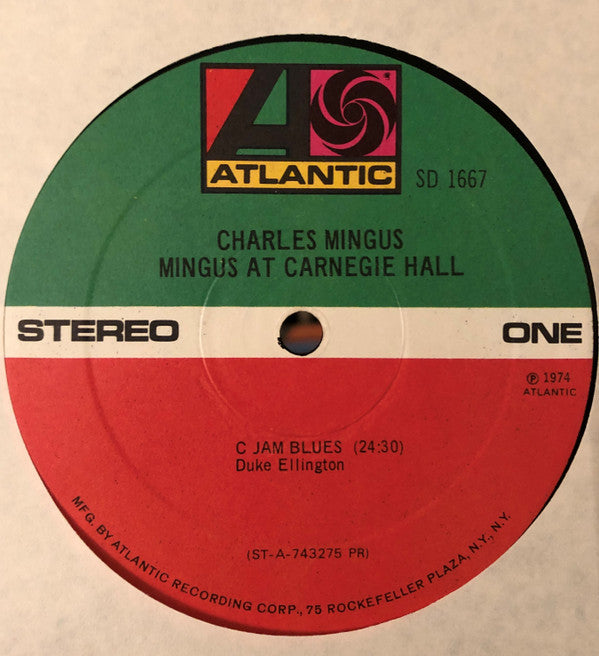 ATLANTIC
SD 1667
CHARLES MINGUS
MINGUS AT CARNEGIE HALL
STEREO
ONE
Ⓟ 1974
ATLANTIC
C JAM BLUES (24:30)
Duke Ellington
(ST-A-743275 PR)
MFG. BY ATLANTIC RECORDING CORP., 75 ROCKEFELLER PLAZA, N.Y., N.Y.